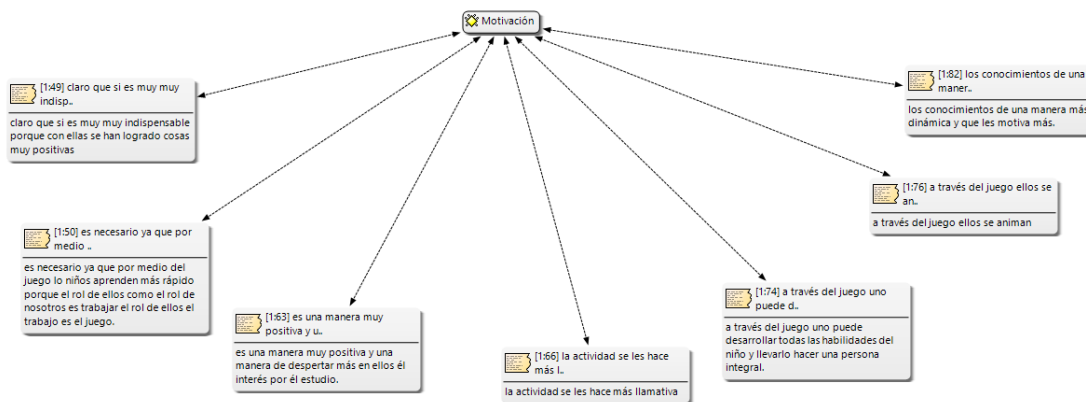 Motivación
[1:49] claro que si es muy muy
indisp..
claro que si es muy muy indispensable
porque con ellas se han logrado cosas
muy positivas
[1:82] los conocimientos de una
maner..
los conocimientos de una manera más
dinámica y que les motiva más.
[1:76] a través del juego ellos se
an..
a través del juego ellos se animan
[1:50] es necesario ya que por
medio ..
es necesario ya que por medio del
juego lo niños aprenden más rápido
porque el rol de ellos como el rol de
nosotros es trabajar el rol de ellos el
trabajo es el juego.
[1:63] es una manera muy
positiva y u..
es una manera muy positiva y una
manera de despertar más en ellos él
interés por él estudio.
[1:66] la actividad se les hace
más l..
la actividad se les hace más llamativa
[1:74] a través del juego uno
puede d..
a través del juego uno puede
desarrollar todas las habilidades del
niño y llevarlo hacer una persona
integral.